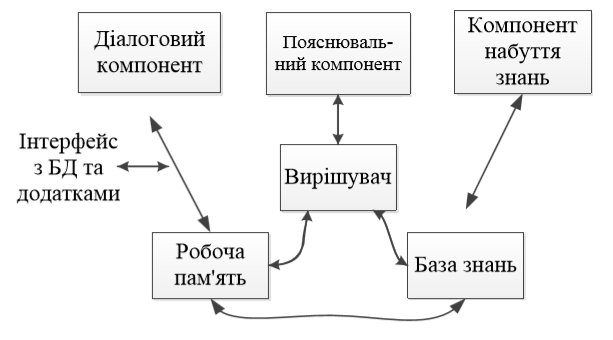 Діалоговий
компонент
Пояснюваль-
ний компонент
Компонент
набуття
знань
Інтерфейс
з БД та
додатками
Вирішувач
Робоча
пам'ять
База знань